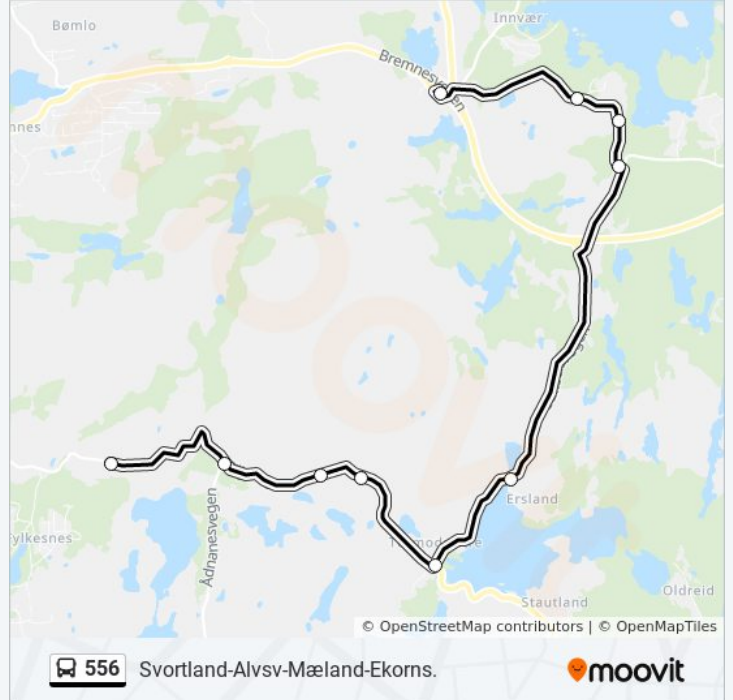 Bømlo
Innvær
Bremnesvegen
nnes
Ersland
Ådnanesvegen
ylkesnes
Stautland
Oldreid
© OpenStreetMap contributors | © OpenMapTiles
556 Svortland-Alvsv-Mæland-Ekorns. moovit